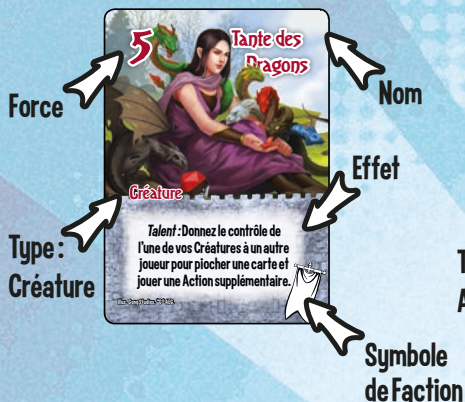 5
Tante des
Dragons
Force
Nom
Effet
Créature
Type :
Créature
Talent : Donnez le contrôle de
l'une de vos Créatures à un autre
joueur pour piocher une carte et
jouer une Action supplémentaire.
T
A
Symbole
de Faction